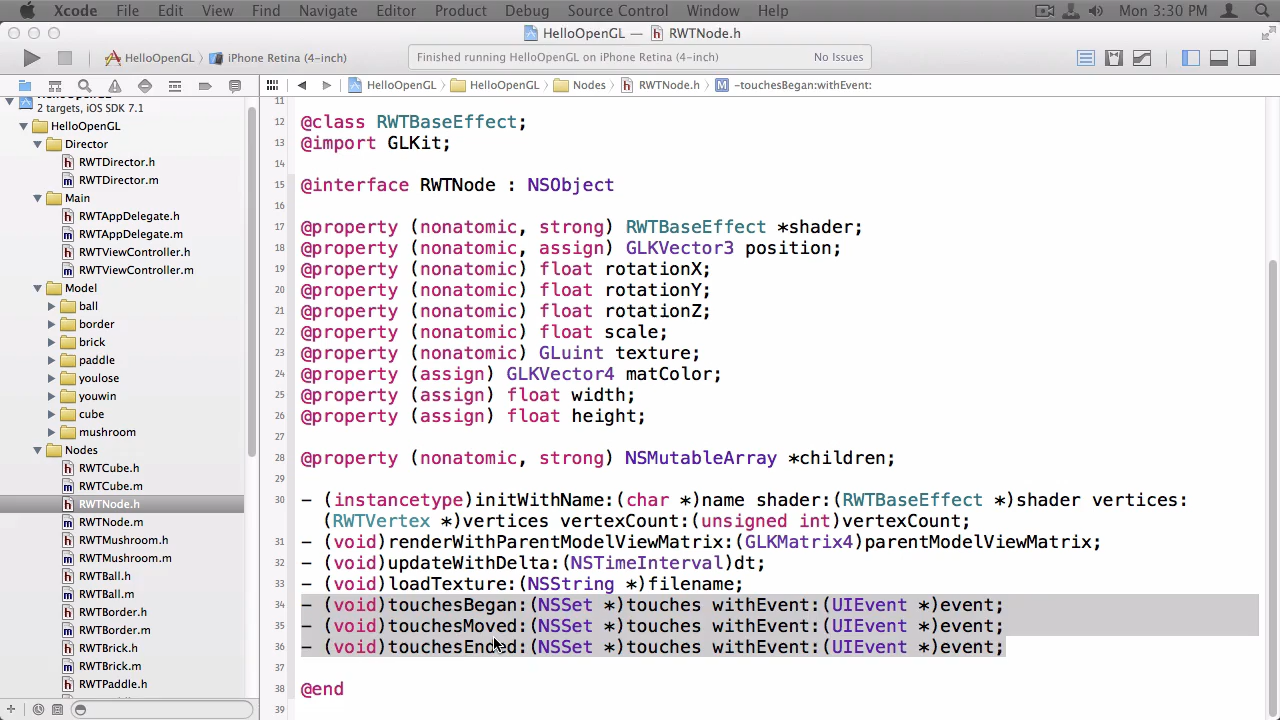 Xcode File Edit View Find Navigate Editor Product Debug Source Control Window Help Mon 3:30 PM
HelloOpenGL — RWTNode.h
HelloOpenGL iPhone Retina (4-inch) Finished running HelloOpenGL on iPhone Retina (4-inch) No Issues
HelloOpenGL HelloOpenGL Nodes RWTNode.h -touchesBegan:withEvent:
2 targets, iOS SDK 7.1
HelloOpenGL
Director
RWTDirector.h
RWTDirector.m
Main
RWTAppDelegate.h
RWTAppDelegate.m
RWTViewController.h
RWTViewController.m
Model
ball
border
brick
paddle
youlose
youwin
cube
mushroom
Nodes
RWTCube.h
RWTCube.m
RWTNode.h
RWTNode.m
RWTMushroom.h
RWTMushroom.m
RWTBall.h
RWTBall.m
RWTBorder.h
RWTBorder.m
RWTBrick.h
RWTBrick.m
RWTPaddle.h
11
12 @class RWTBaseEffect;
13 @import GLKit;
14
15 @interface RWTNode : NSObject
16
17 @property (nonatomic, strong) RWTBaseEffect *shader;
18 @property (nonatomic, assign) GLKVector3 position;
19 @property (nonatomic) float rotationX;
20 @property (nonatomic) float rotationY;
21 @property (nonatomic) float rotationZ;
22 @property (nonatomic) float scale;
23 @property (nonatomic) GLuint texture;
24 @property (assign) GLKVector4 matColor;
25 @property (assign) float width;
26 @property (assign) float height;
27
28 @property (nonatomic, strong) NSMutableArray *children;
29
30 - (instancetype)initWithName:(char *)name shader:(RWTBaseEffect *)shader vertices:
(RWTVertex *)vertices vertexCount:(unsigned int)vertexCount;
31 - (void)renderWithParentModelViewMatrix:(GLKMatrix4)parentModelViewMatrix;
32 - (void)updateWithDelta:(NSTimeInterval)dt;
33 - (void)loadTexture:(NSString *)filename;
34 - (void)touchesBegan:(NSSet *)touches withEvent:(UIEvent *)event;
35 - (void)touchesMoved:(NSSet *)touches withEvent:(UIEvent *)event;
36 - (void)touchesEnded:(NSSet *)touches withEvent:(UIEvent *)event;
37
38 @end
39